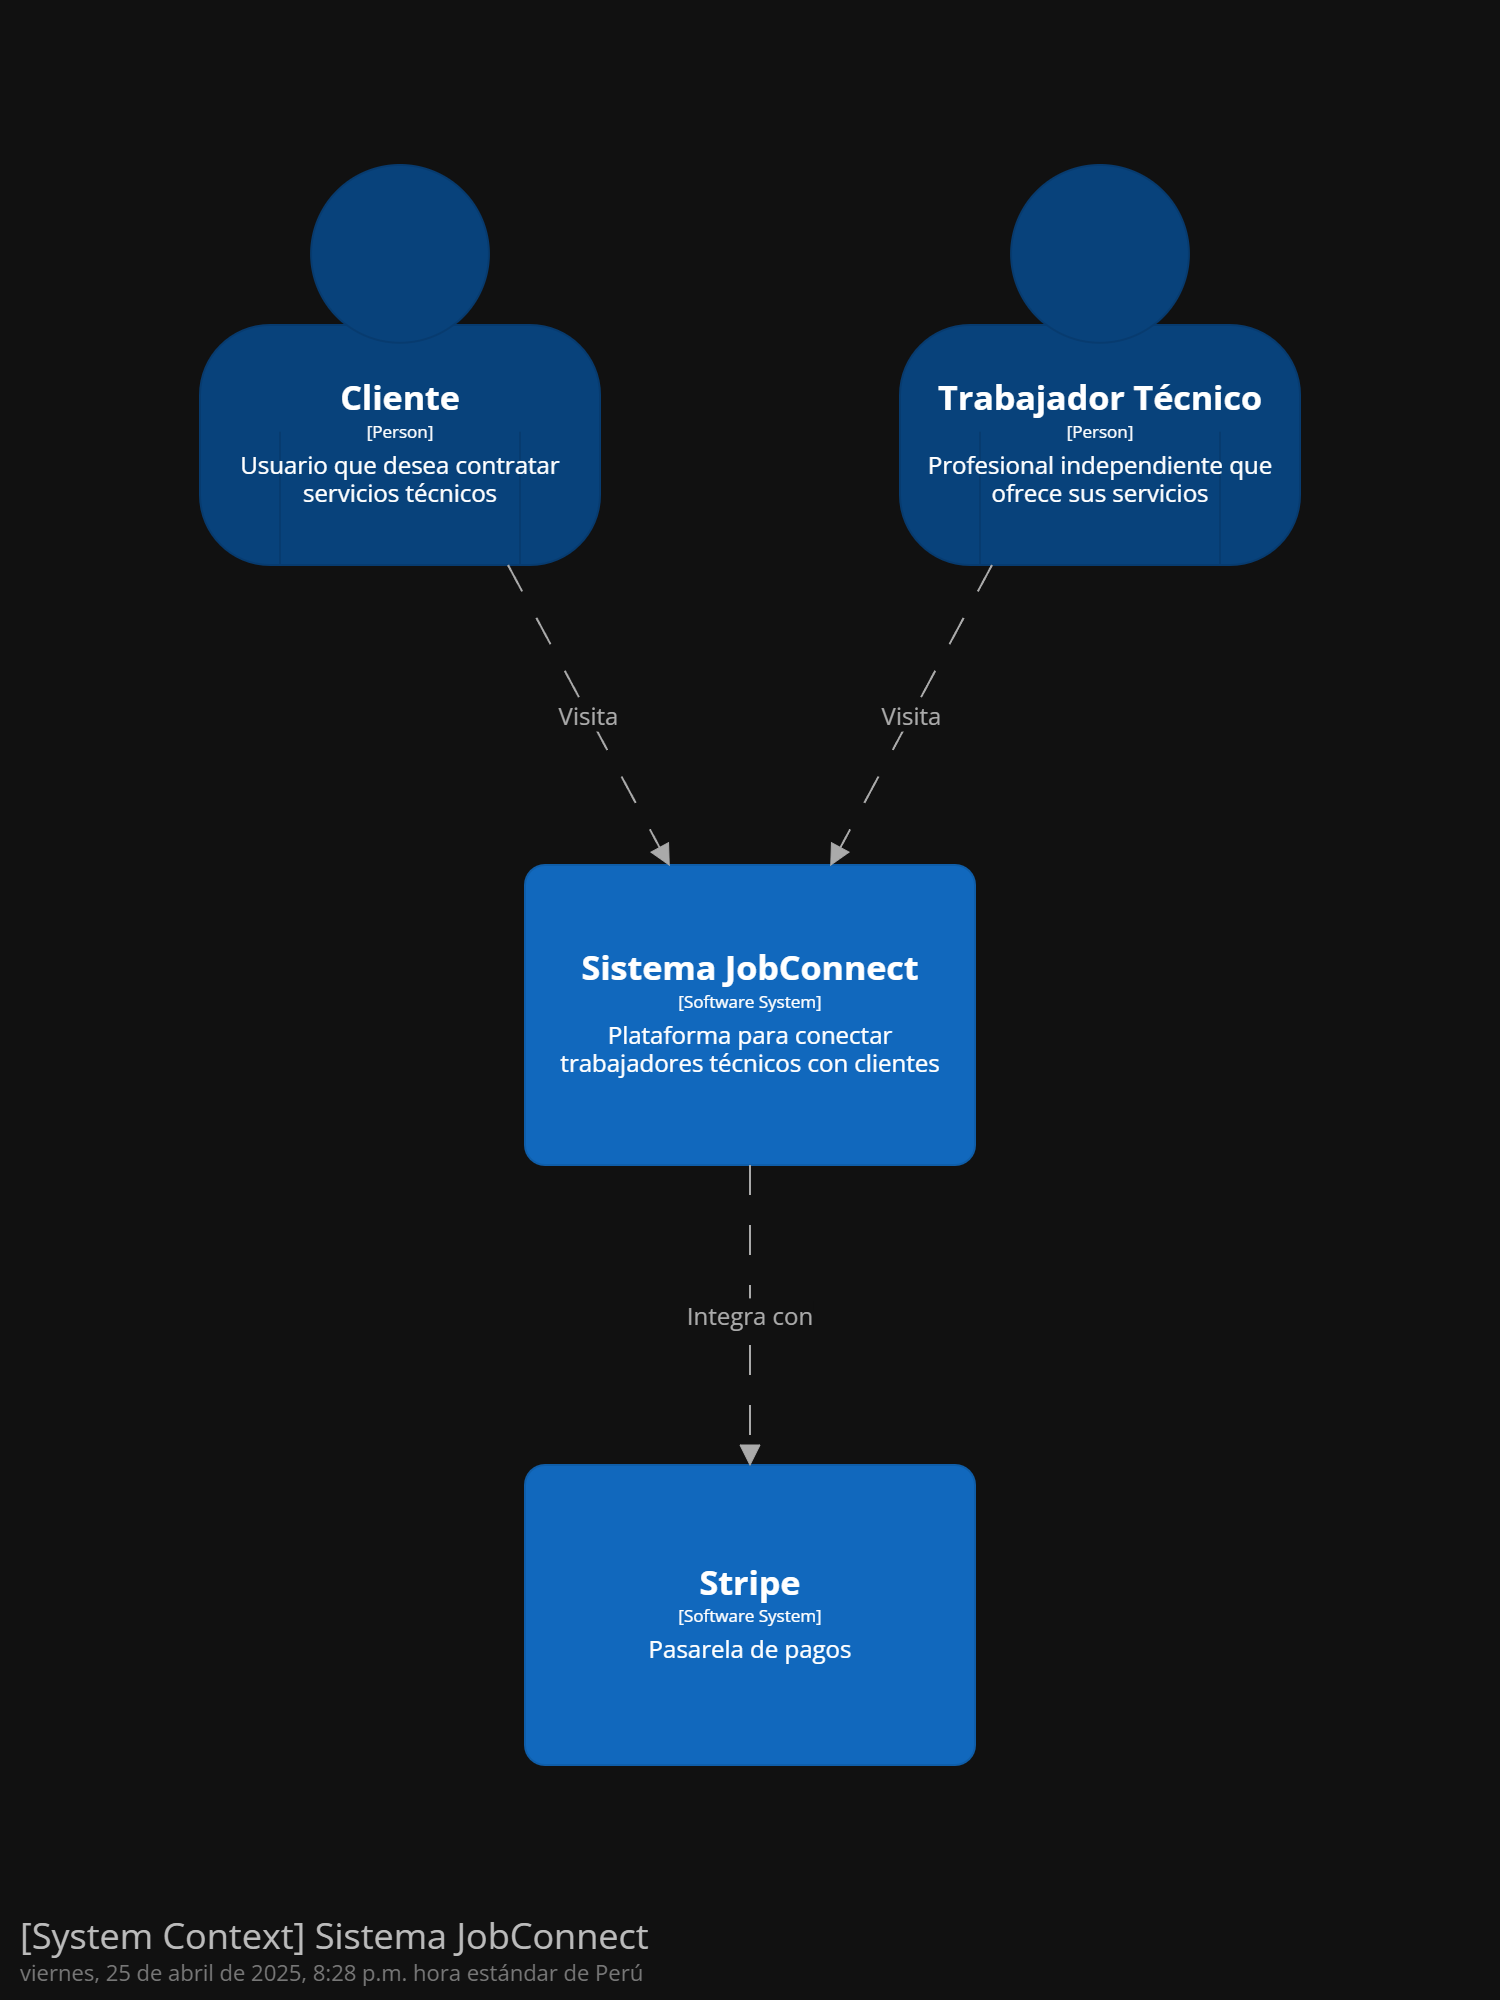 Cliente
[Person]
Usuario que desea contratar
servicios técnicos
Trabajador Técnico
[Person]
Profesional independiente que
ofrece sus servicios
Visita
Visita
Sistema JobConnect
[Software System]
Plataforma para conectar
trabajadores técnicos con clientes
Integra con
Stripe
[Software System]
Pasarela de pagos
[System Context] Sistema JobConnect
viernes, 25 de abril de 2025, 8:28 p.m. hora estándar de Perú